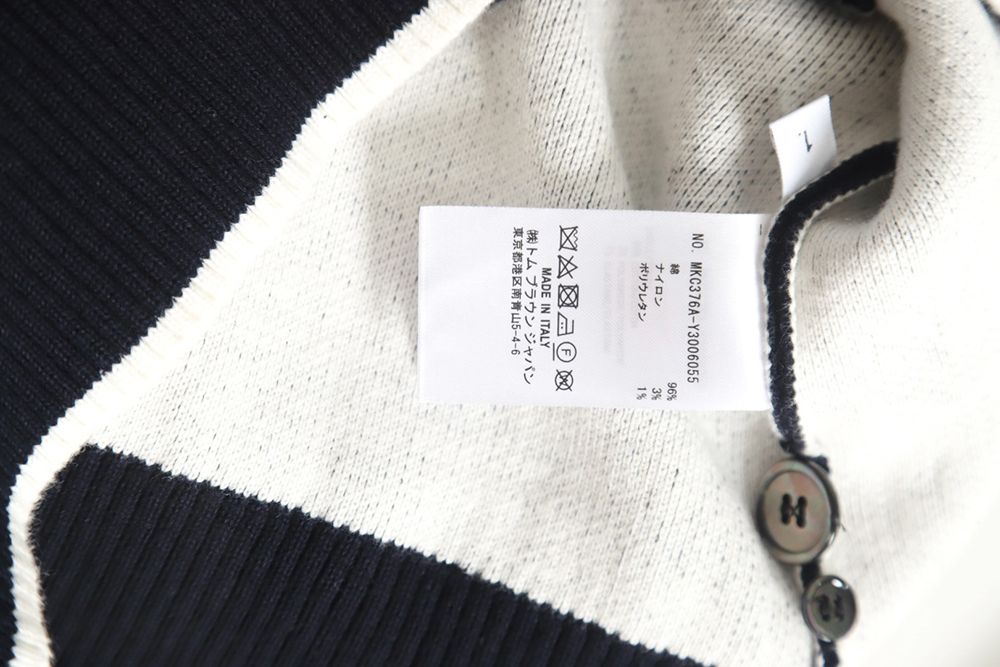 NO. MKC376A-Y3006055
綿 96%
ナイロン 3%
ポリウレタン 1%
F
MADE IN ITALY
㈱トム ブラウン ジャパン
東京都港区南青山5-4-6
1